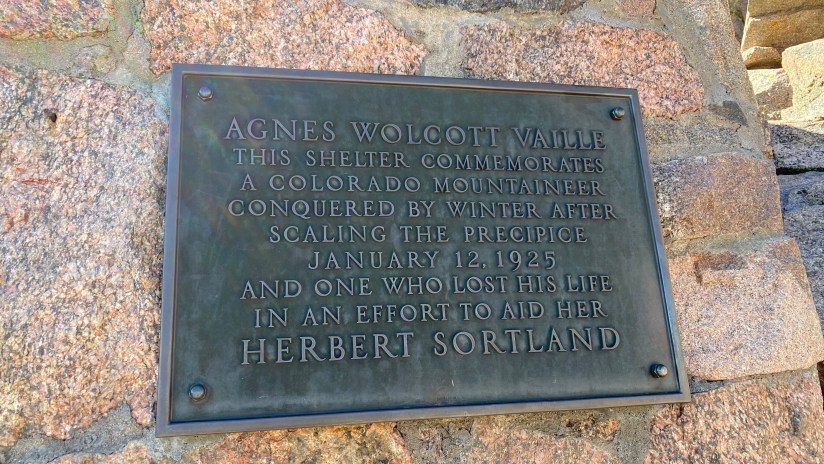 AGNES WOLCOTT VAILLE
THIS SHELTER COMMEMORATES
A COLORADO MOUNTAINEER
CONQUERED BY WINTER AFTER
SCALING THE PRECIPICE
JANUARY 12, 1925
AND ONE WHO LOST HIS LIFE
IN AN EFFORT TO AID HER
HERBERT SORTLAND